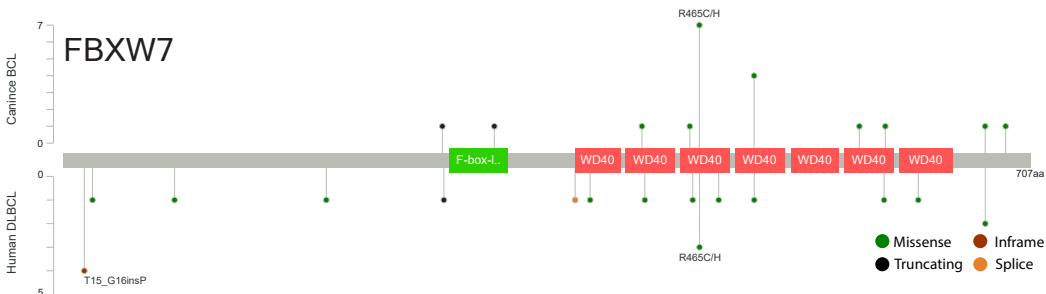 R465C/H
7
FBXW7
Canince BCL
0
F-box-l..
WD40 WD40 WD40 WD40 WD40 WD40 WD40
707aa
0
Human DLBCL
T15_G16insP
R465C/H
5
Missense Inframe
Truncating Splice